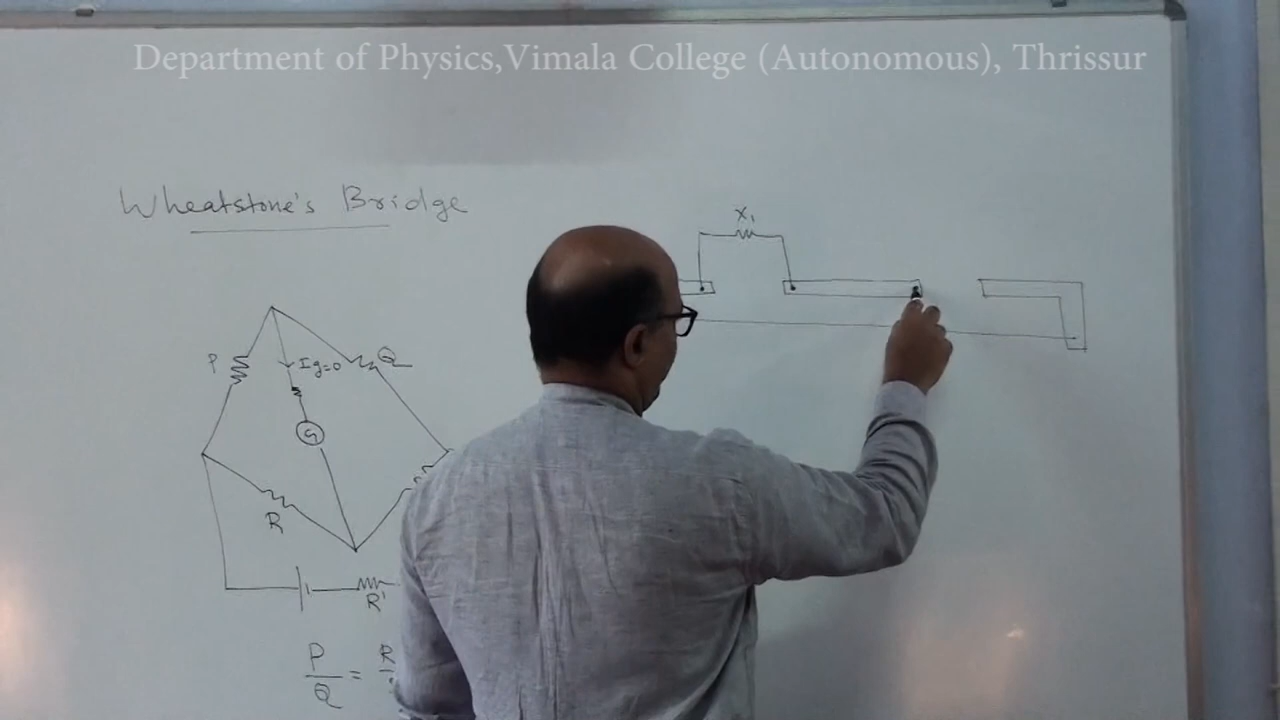 Department of Physics,Vimala College (Autonomous), Thrissur
Wheatstone's Bridge
X₁
P
Ig=0
Q
G
R
R'
P
R
=
Q